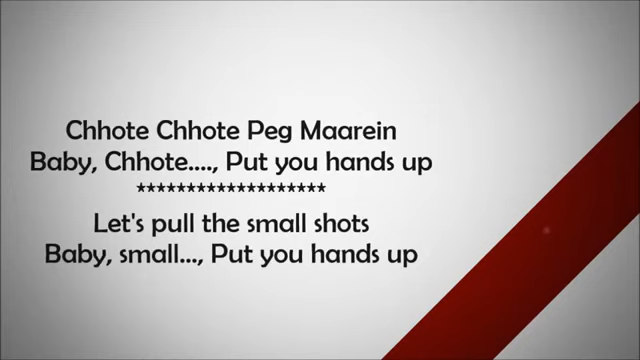 Chhote Chhote Peg Maarein
Baby, Chhote...., Put you hands up
*******************
Let's pull the small shots
Baby, small..., Put you hands up